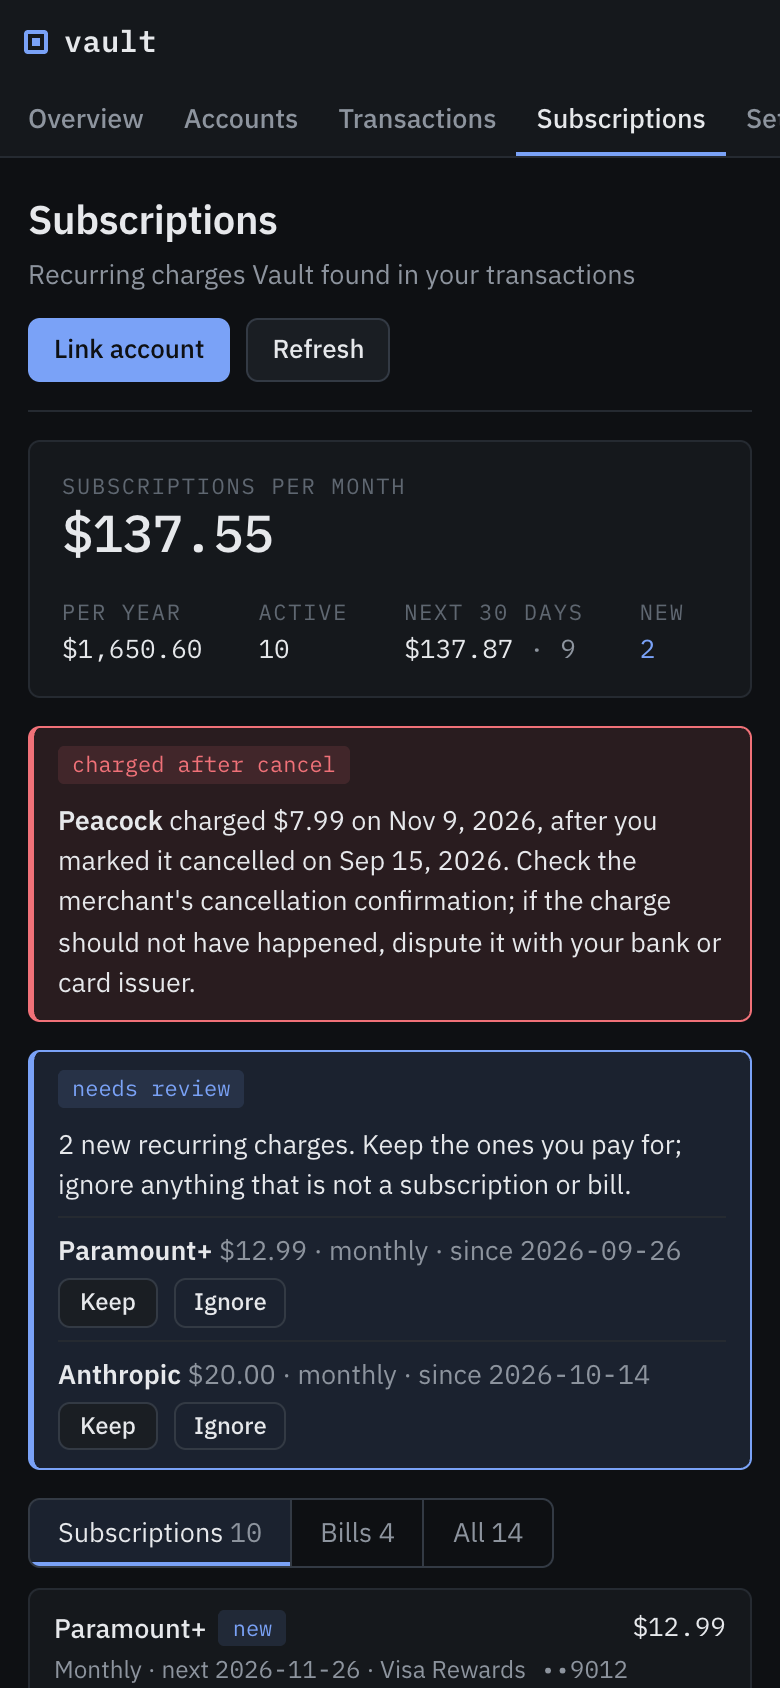 vault
Overview Accounts Transactions Subscriptions Set
Subscriptions
Recurring charges Vault found in your transactions
Link account Refresh
SUBSCRIPTIONS PER MONTH
$137.55
PER YEAR ACTIVE NEXT 30 DAYS NEW
$1,650.60 10 $137.87 · 9 2
charged after cancel
Peacock charged $7.99 on Nov 9, 2026, after you
marked it cancelled on Sep 15, 2026. Check the
merchant's cancellation confirmation; if the charge
should not have happened, dispute it with your bank or
card issuer.
needs review
2 new recurring charges. Keep the ones you pay for;
ignore anything that is not a subscription or bill.
Paramount+ $12.99 · monthly · since 2026-09-26
Keep Ignore
Anthropic $20.00 · monthly · since 2026-10-14
Keep Ignore
Subscriptions 10 Bills 4 All 14
Paramount+ new $12.99
Monthly · next 2026-11-26 · Visa Rewards ••9012